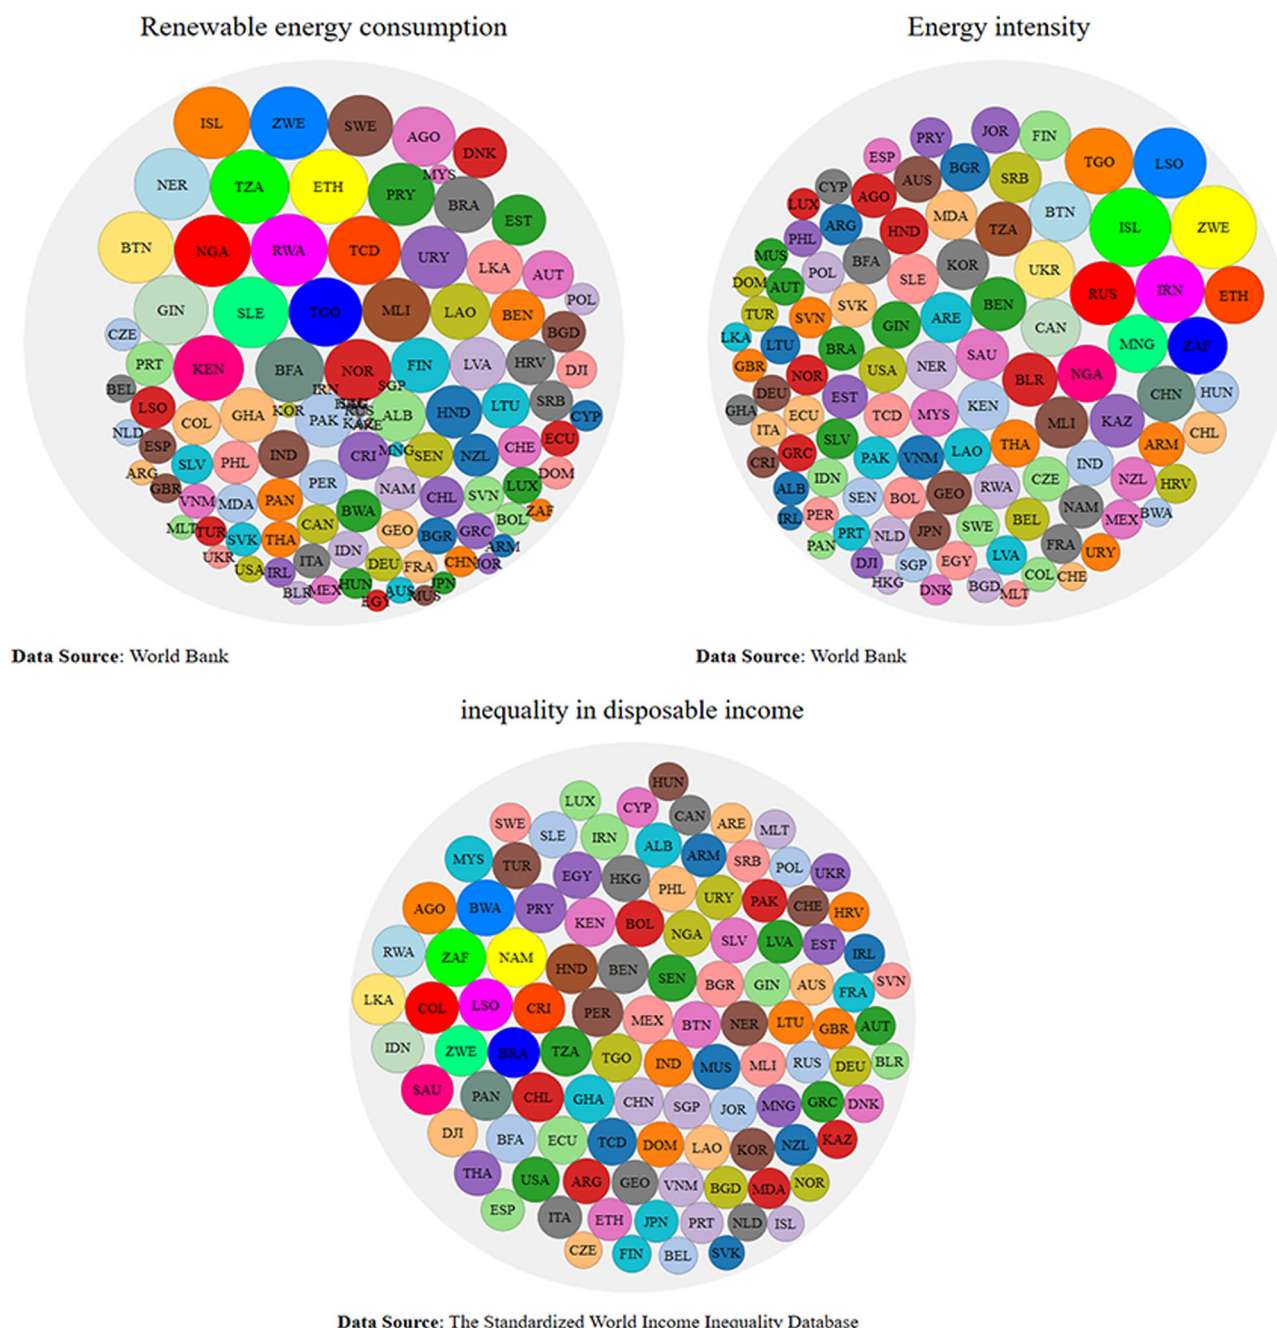 Renewable energy consumption
Energy intensity
ISL ZWE SWE AGO DNK
MYS
NER TZA ETH PRY BRA EST
BTN NGA RWA TCD URY LKA AUT
POL
GIN SLE TGO MLI LAO BEN BGD
CZE PRT KEN BFA NOR FIN LVA HRV DJI
BEL IRN SGP
LSO COL GHA KOR PAK ALB HND LTU SRB CYP
NLD ESP IND CRI MNG SEN NZL CHE ECU
ARG SLV PHL PER NAM CHL SVN LUX DOM
GBR VNM MDA PAN CAN BWA GEO BGR GRC BOL ZAF
MLT TUR SVK THA ITA IDN DEU FRA CHN JOR ARM
UKR USA IRL
BLR MEX HUN EGY AUS MUS JPN
PRY JOR FIN
ESP BGR SRB TGO LSO
LUX CYP AGO AUS MDA TZA BTN ISL ZWE
PHL ARG HND
MUS POL BFA SLE KOR UKR RUS IRN ETH
DOM AUT SVK
TUR SVN GIN ARE BEN CAN MNG ZAF
LKA LTU BRA USA NER SAU BLR NGA CHN HUN
GBR NOR
DEU EST TCD MYS KEN MLI KAZ ARM CHL
GHA ITA ECU SLV PAK VNM LAO THA IND NZL HRV
CRI GRC IDN SEN BOL GEO RWA CZE NAM MEX BWA
ALB
IRL PER PRT NLD JPN SWE BEL FRA URY
PAN DJI SGP EGY LVA COL CHE
HKG DNK BGD MLT
Data Source: World Bank
Data Source: World Bank
inequality in disposable income
HUN
LUX CYP CAN ARE MLT
SWE SLE IRN ALB ARM SRB POL UKR
MYS TUR EGY HKG PHL URY PAK CHE HRV
AGO BWA PRY KEN BOL NGA SLV LVA EST IRL
RWA ZAF NAM HND BEN SEN BGR GIN AUS FRA SVN
LKA COL LSO CRI PER MEX BTN NER LTU GBR AUT
IDN ZWE BRA TZA TGO IND MUS MLI RUS DEU BLR
SAU PAN CHL GHA CHN SGP JOR MNG GRC DNK
DJI BFA ECU TCD DOM LAO KOR NZL KAZ
THA USA ARG GEO VNM BGD MDA NOR
ESP ITA ETH JPN PRT NLD ISL
CZE FIN BEL SVK
Data Source: The Standardized World Income Inequality Database